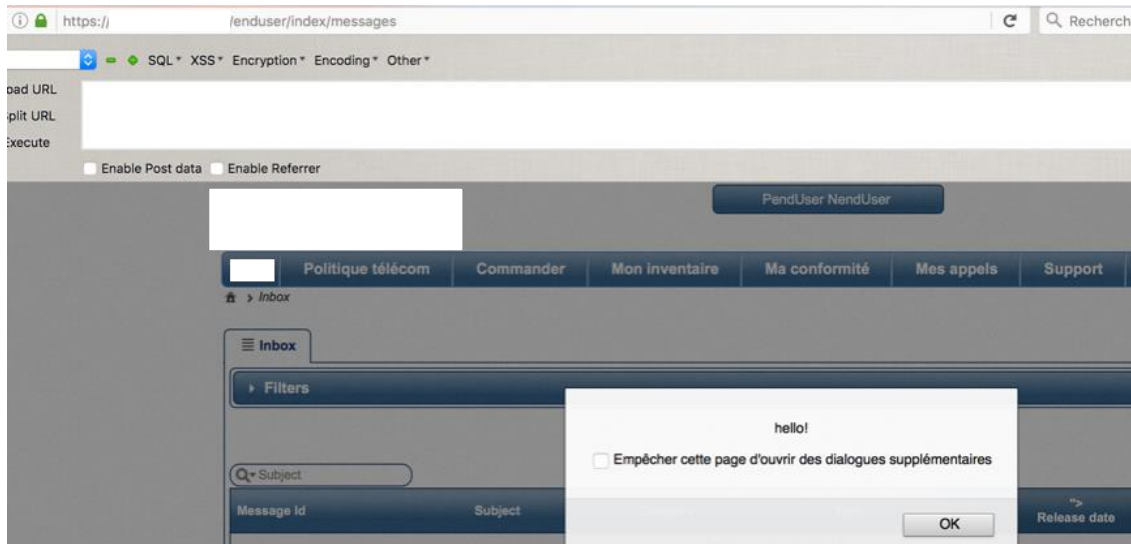 https:// /enduser/index/messages
Recherch
SQL XSS Encryption Encoding Other
oad URL
plit URL
Execute
Enable Post data Enable Referrer
PendUser NendUser
Politique télécom Commander Mon inventaire Ma conformité Mes appels Support
> Inbox
Inbox
Filters
hello!
Empêcher cette page d'ouvrir des dialogues supplémentaires
Subject
Message Id Subject
">
Release date
OK